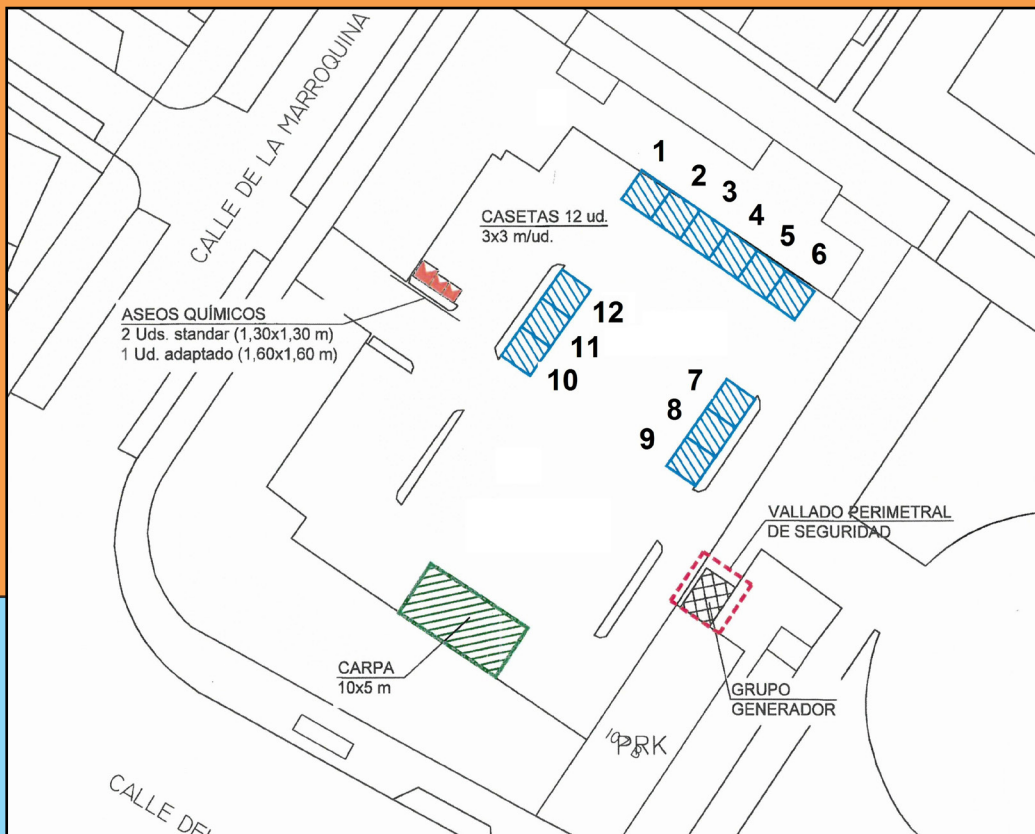 CALLE DE LA MARROQUINA
1
2
3
4
5
6
CASETAS 12 ud.
3x3 m/ud.
ASEOS QUÍMICOS
2 Uds. standar (1,30x1,30 m)
1 Ud. adaptado (1,60x1,60 m)
12
11
10
7
8
9
VALLADO PERIMETRAL
DE SEGURIDAD
CARPA
10x5 m
GRUPO
GENERADOR
PRK
CALLE DEL